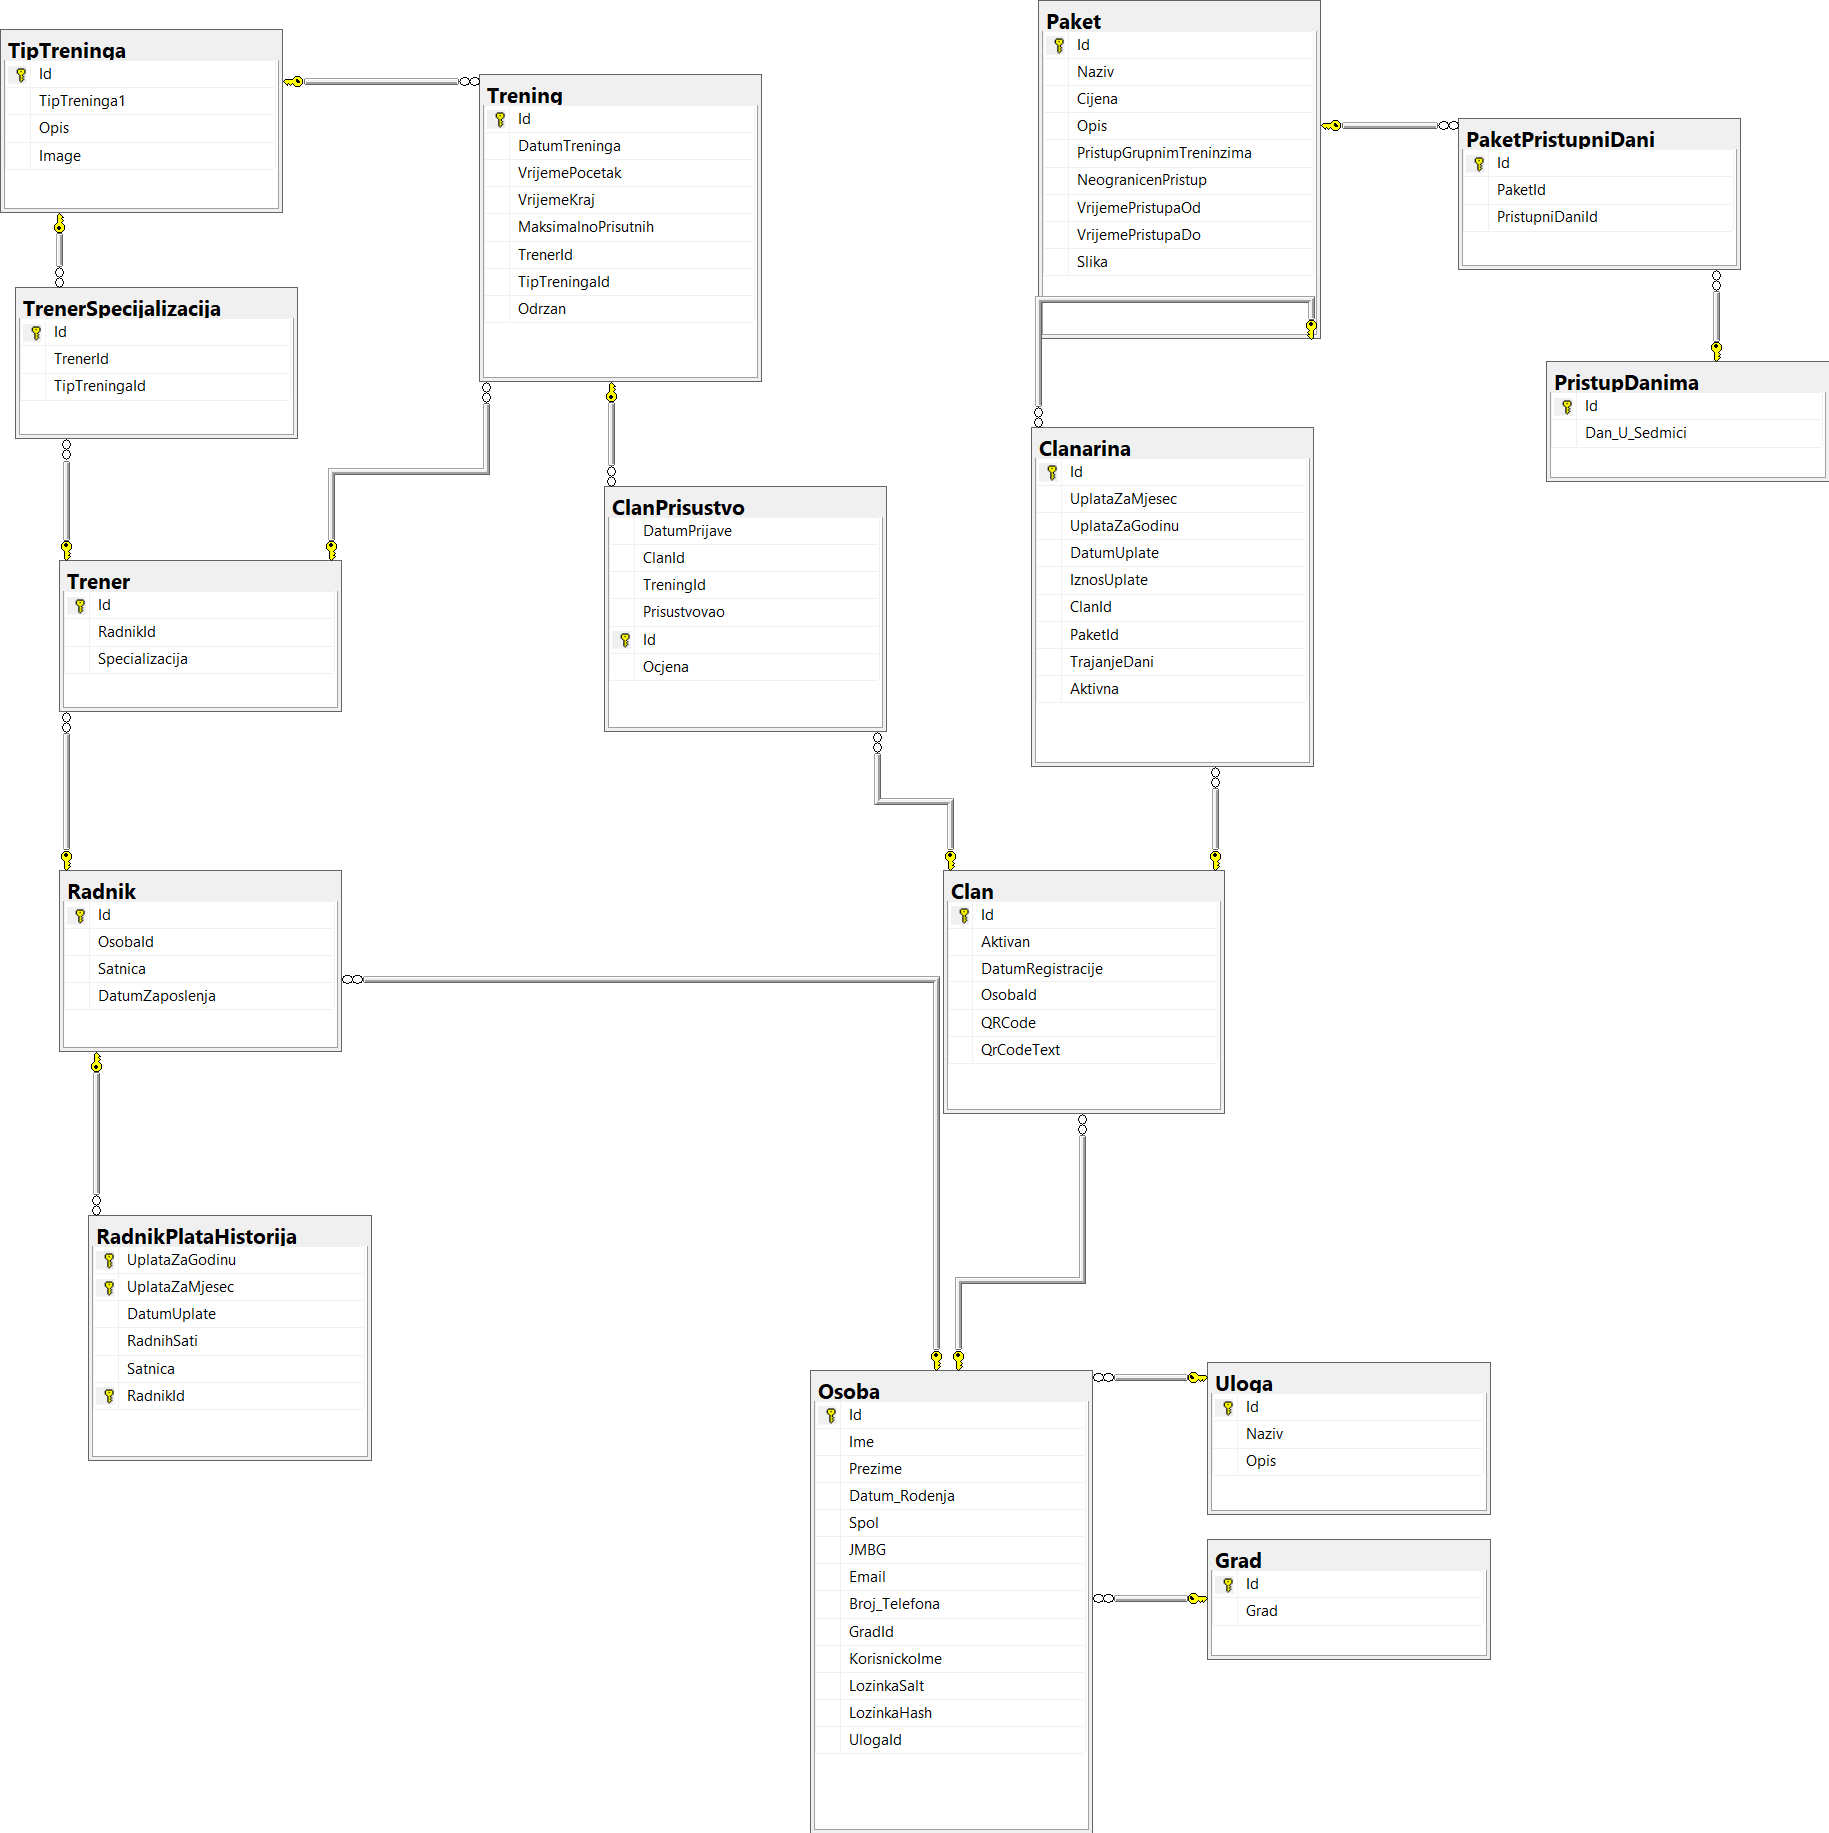 TipTreninga
Id
TipTreninga1
Opis
Image
Trening
Id
DatumTreninga
VrijemePocetak
VrijemeKraj
MaksimalnoPrisutnih
TrenerId
TipTreningaId
Odrzan
Paket
Id
Naziv
Cijena
Opis
PristupGrupnimTreninzima
NeogranicenPristup
VrijemePristupaOd
VrijemePristupaDo
Slika
PaketPristupniDani
Id
PaketId
PristupniDaniId
TrenerSpecijalizacija
Id
TrenerId
TipTreningaId
PristupDanima
Id
Dan_U_Sedmici
Clanarina
Id
UplataZaMjesec
UplataZaGodinu
DatumUplate
IznosUplate
ClanId
PaketId
TrajanjeDani
Aktivna
ClanPrisustvo
DatumPrijave
ClanId
TreningId
Prisustvovao
Id
Ocjena
Trener
Id
RadnikId
Specializacija
Radnik
Id
OsobaId
Satnica
DatumZaposlenja
Clan
Id
Aktivan
DatumRegistracije
OsobaId
QRCode
QrCodeText
RadnikPlataHistorija
UplataZaGodinu
UplataZaMjesec
DatumUplate
RadnihSati
Satnica
RadnikId
Osoba
Id
Ime
Prezime
Datum_Rodenja
Spol
JMBG
Email
Broj_Telefona
GradId
KorisnickoIme
LozinkaSalt
LozinkaHash
UlogaId
Uloga
Id
Naziv
Opis
Grad
Id
Grad